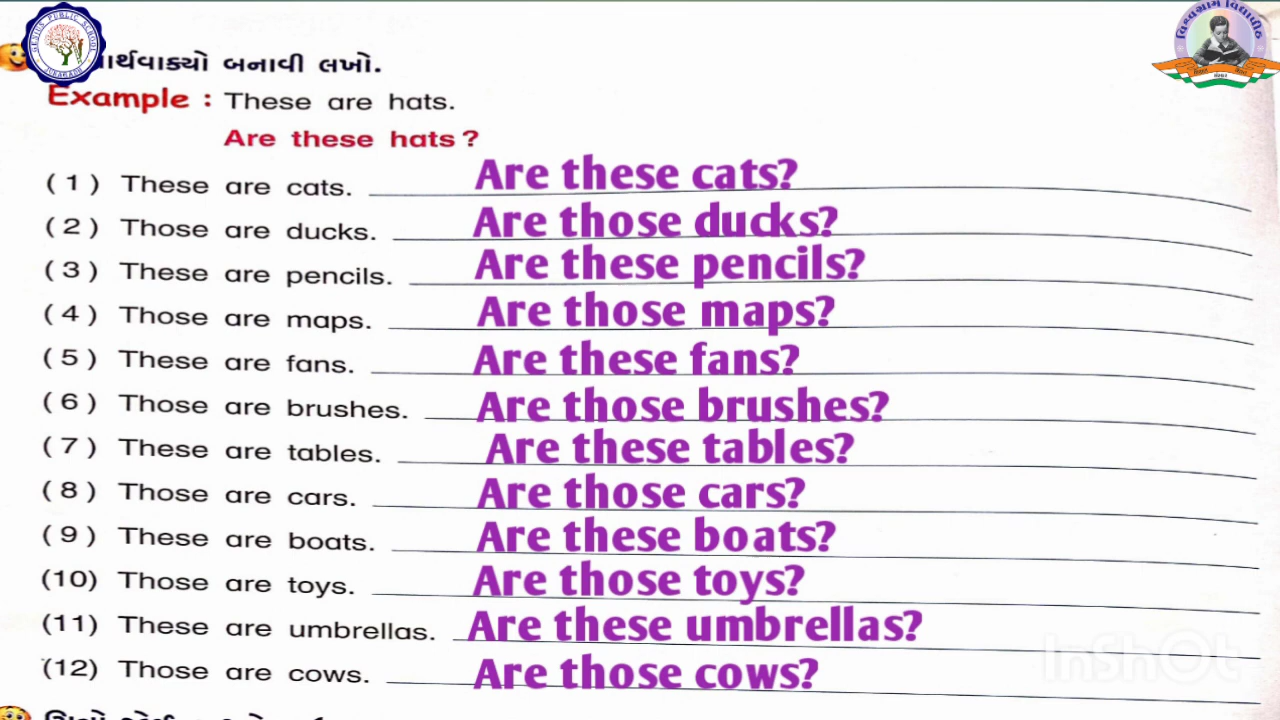 GENIUS PUBLIC SCHOOL
વિશ્વગ્રામ વિદ્યાપીઠ
બનાવી લખો.
Example : These are hats.
Are these hats ?
( 1 ) These are cats. Are these cats?
( 2 ) Those are ducks. Are those ducks?
( 3 ) These are pencils. Are these pencils?
( 4 ) Those are maps. Are those maps?
( 5 ) These are fans. Are these fans?
( 6 ) Those are brushes. Are those brushes?
( 7 ) These are tables. Are these tables?
( 8 ) Those are cars. Are those cars?
( 9 ) These are boats. Are these boats?
(10) Those are toys. Are those toys?
(11) These are umbrellas. Are these umbrellas?
(12) Those are cows. Are those cows?
InShOt